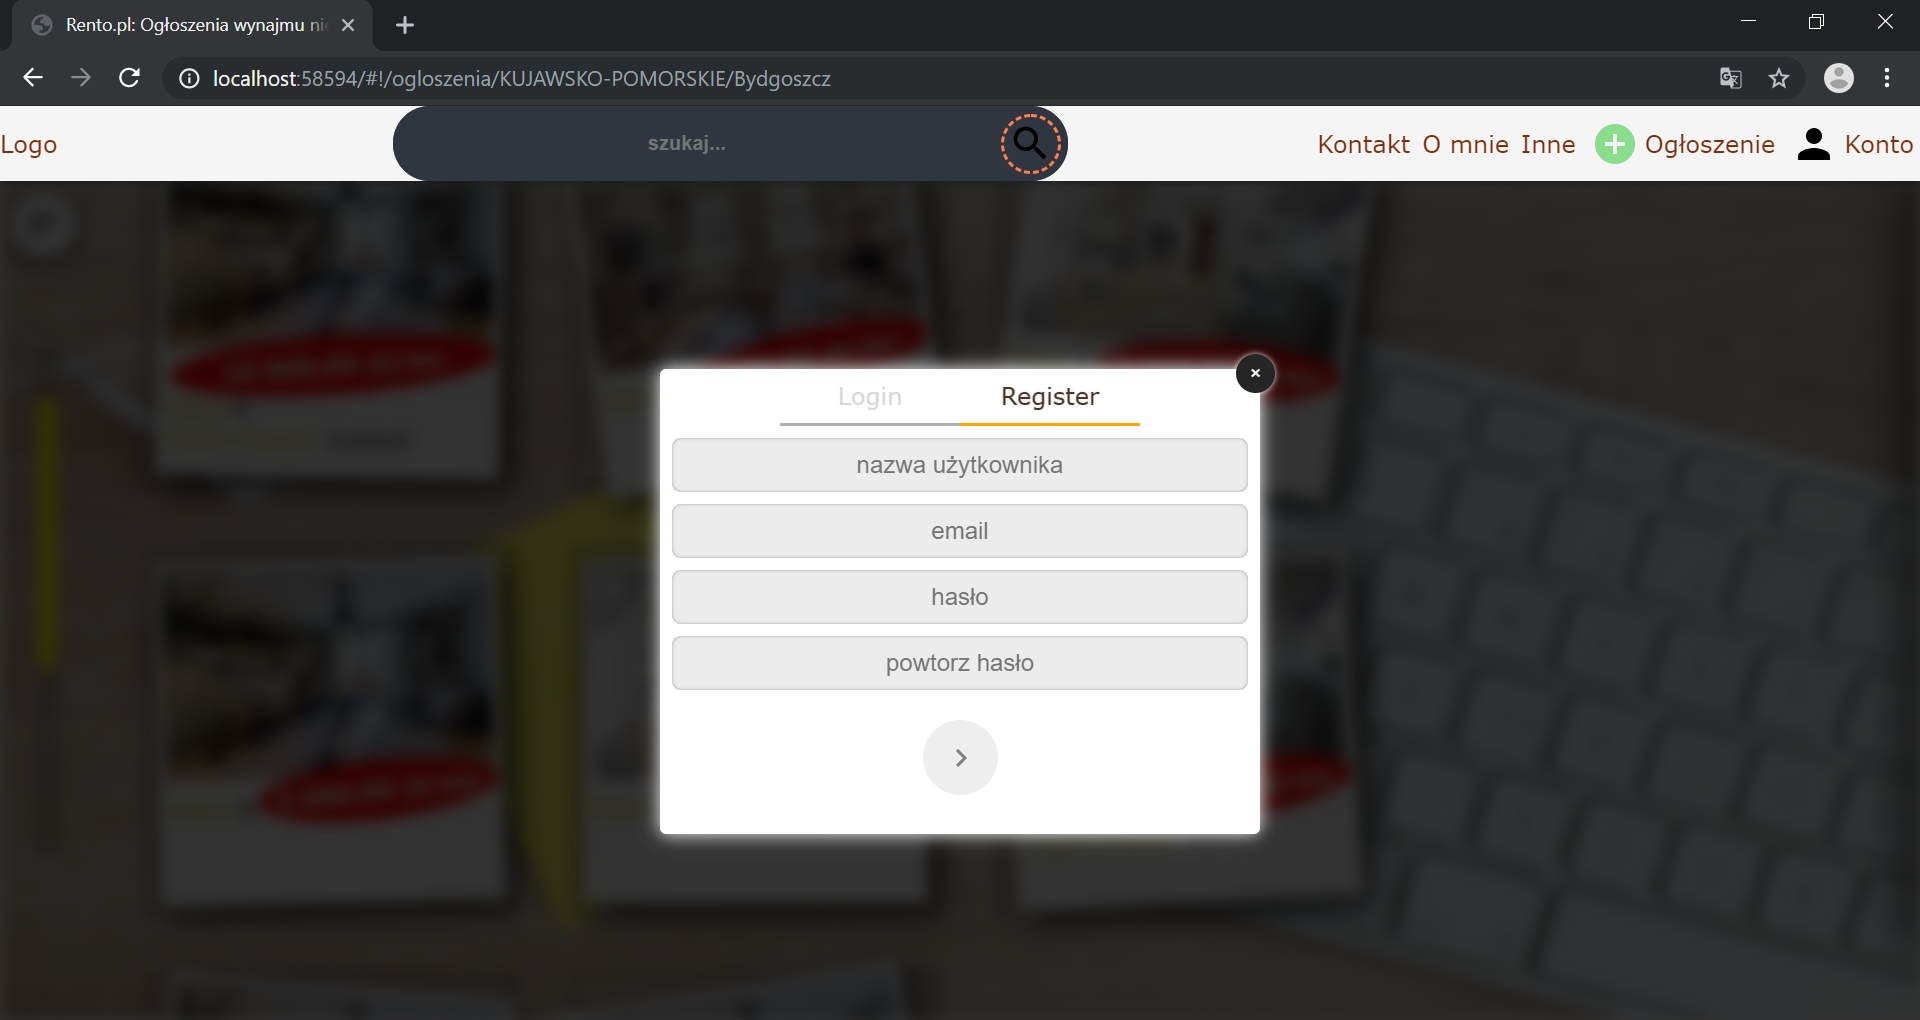 Rento.pl: Ogłoszenia wynajmu ni
localhost:58594/#!/ogloszenia/KUJAWSKO-POMORSKIE/Bydgoszcz
Logo
szukaj...
Kontakt O mnie Inne
Ogłoszenie
Konto
Login
Register
nazwa użytkownika
email
hasło
powtorz hasło